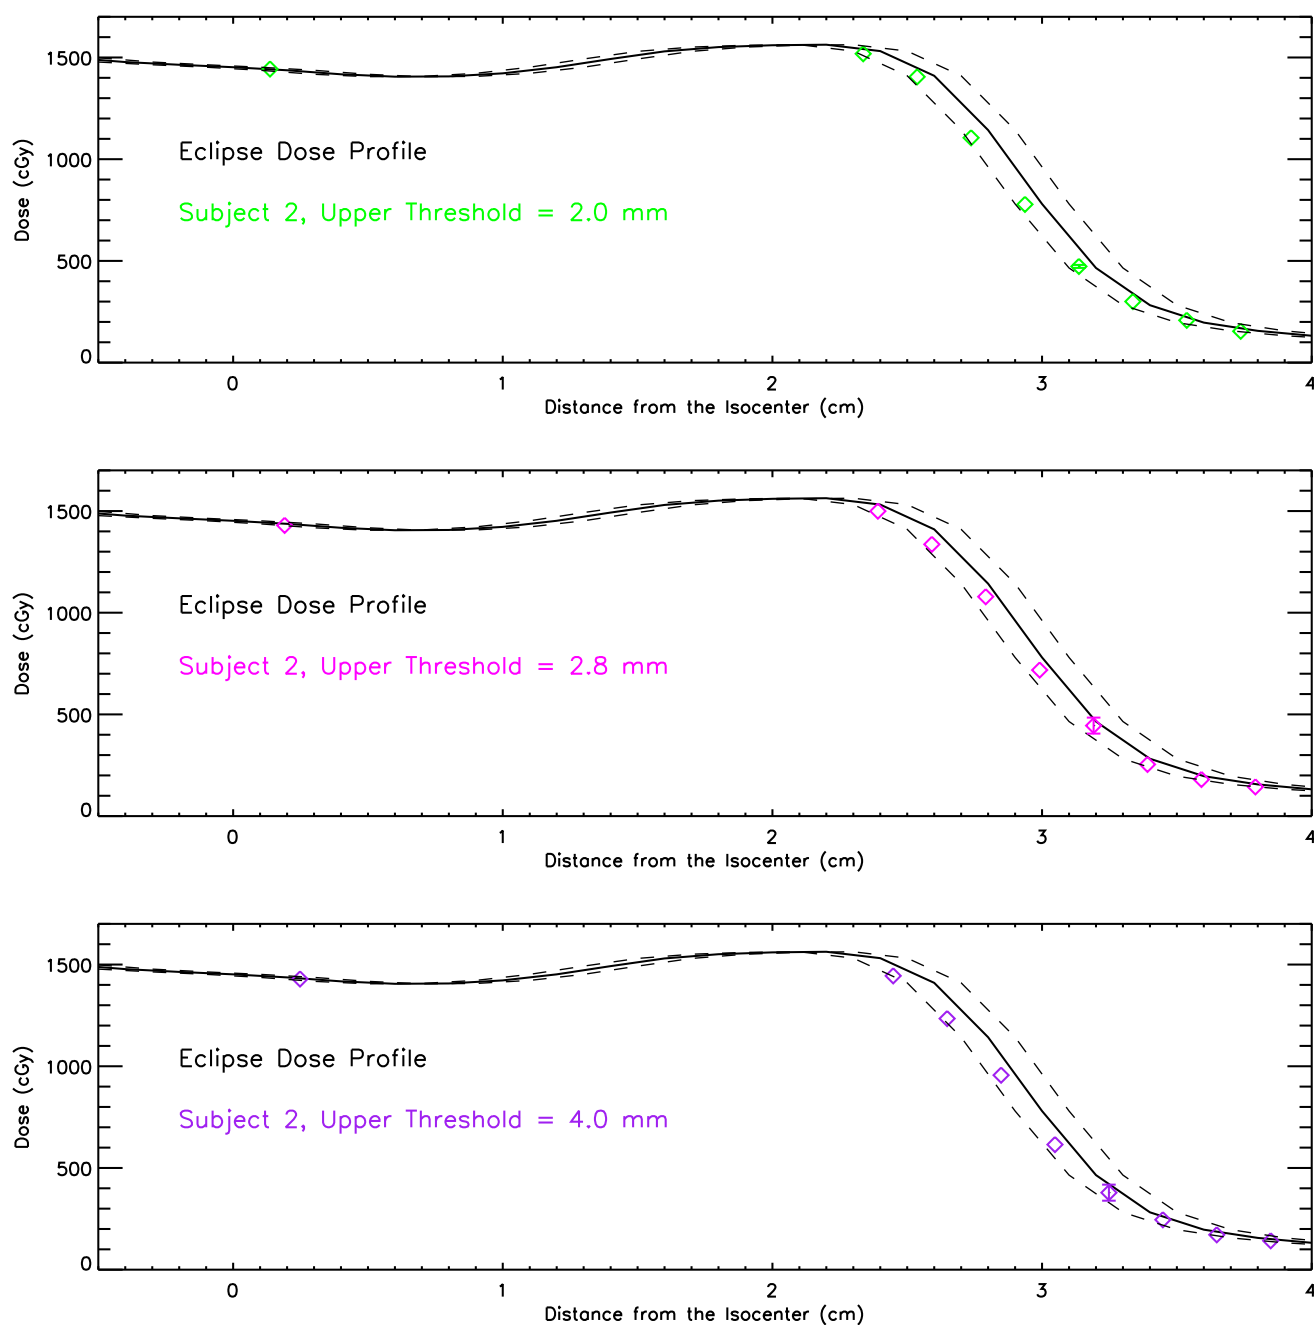 1500
1000
500
0
Dose (cGy)
Eclipse Dose Profile
Subject 2, Upper Threshold = 2.0 mm
0 1 2 3 4
Distance from the Isocenter (cm)
1500
1000
500
0
Dose (cGy)
Eclipse Dose Profile
Subject 2, Upper Threshold = 2.8 mm
0 1 2 3 4
Distance from the Isocenter (cm)
1500
1000
500
0
Dose (cGy)
Eclipse Dose Profile
Subject 2, Upper Threshold = 4.0 mm
0 1 2 3 4
Distance from the Isocenter (cm)